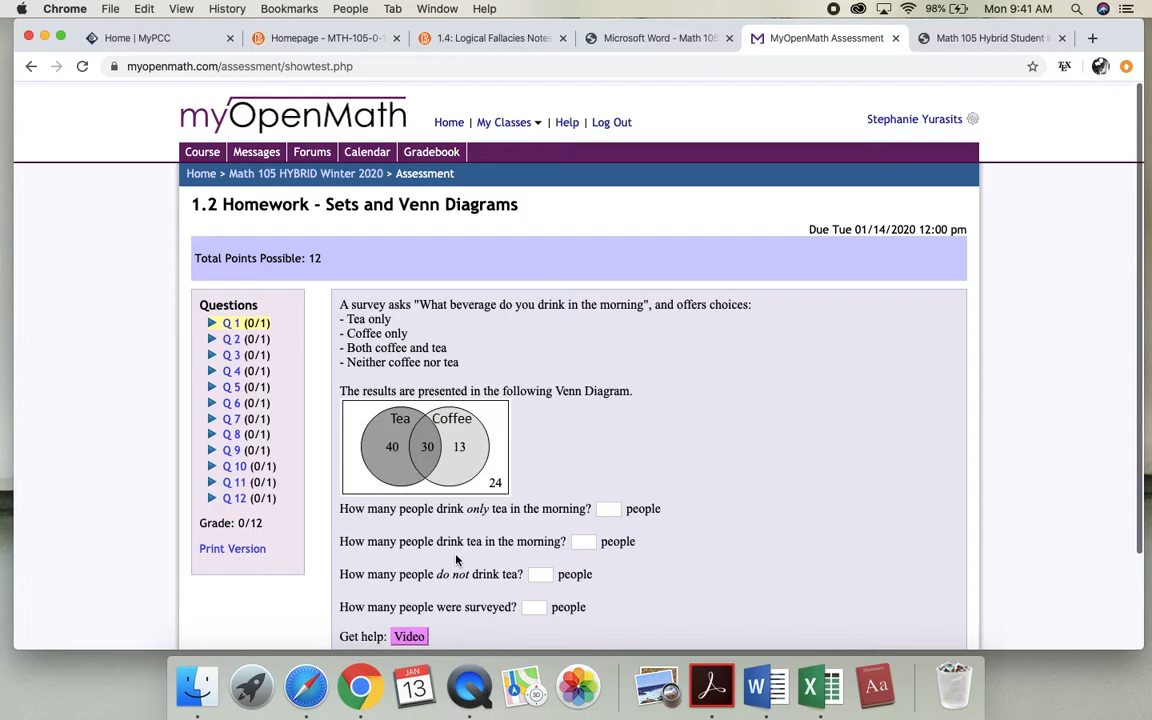 Chrome File Edit View History Bookmarks People Tab Window Help 98% Mon 9:41 AM
Home | MyPCC × Homepage - MTH-105-0-1 × 1.4: Logical Fallacies Notes × Microsoft Word - Math 105 × MyOpenMath Assessment × Math 105 Hybrid Student × +
myopenmath.com/assessment/showtest.php
myOpenMath
Home | My Classes | Help | Log Out
Stephanie Yurasits
Course Messages Forums Calendar Gradebook
Home > Math 105 HYBRID Winter 2020 > Assessment
1.2 Homework - Sets and Venn Diagrams
Due Tue 01/14/2020 12:00 pm
Total Points Possible: 12
Questions
Q 1 (0/1)
Q 2 (0/1)
Q 3 (0/1)
Q 4 (0/1)
Q 5 (0/1)
Q 6 (0/1)
Q 7 (0/1)
Q 8 (0/1)
Q 9 (0/1)
Q 10 (0/1)
Q 11 (0/1)
Q 12 (0/1)
Grade: 0/12
Print Version
A survey asks "What beverage do you drink in the morning", and offers choices:
- Tea only
- Coffee only
- Both coffee and tea
- Neither coffee nor tea
The results are presented in the following Venn Diagram.
Tea Coffee
40 30 13
24
How many people drink only tea in the morning? people
How many people drink tea in the morning? people
How many people do not drink tea? people
How many people were surveyed? people
Get help: Video
JAN
13
Aa